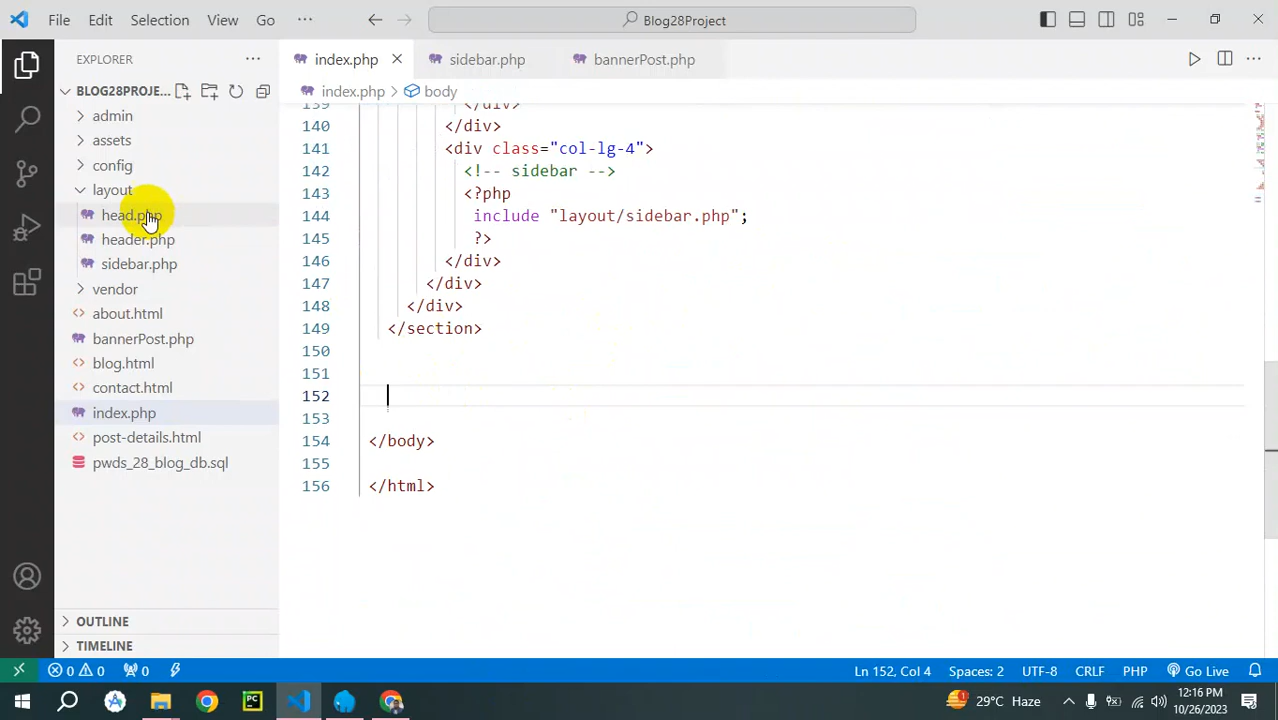 File Edit Selection View Go ··· Blog28Project
EXPLORER ···
index.php sidebar.php bannerPost.php
BLOG28PROJE...
index.php > body
admin
assets
config
layout
head.php
header.php
sidebar.php
vendor
about.html
bannerPost.php
blog.html
contact.html
index.php
post-details.html
pwds_28_blog_db.sql
OUTLINE
TIMELINE
139 </div>
140 </div>
141 <div class="col-lg-4">
142 <!-- sidebar -->
143 <?php
144 include "layout/sidebar.php";
145 ?>
146 </div>
147 </div>
148 </div>
149 </section>
150
151
152
153
154 </body>
155
156 </html>
0 0 0 Ln 152, Col 4 Spaces: 2 UTF-8 CRLF PHP Go Live
PC 29°C Haze 12:16 PM
10/26/2023